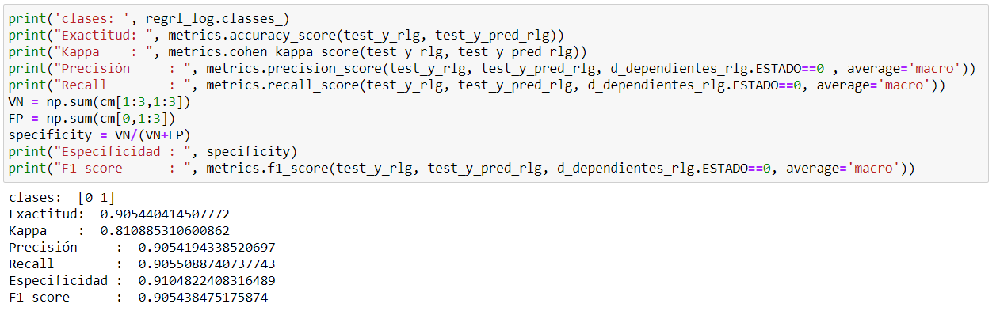 print('clases: ', regrl_log.classes_)
print("Exactitud: ", metrics.accuracy_score(test_y_rlg, test_y_pred_rlg))
print("Kappa    : ", metrics.cohen_kappa_score(test_y_rlg, test_y_pred_rlg))
print("Precisión     : ", metrics.precision_score(test_y_rlg, test_y_pred_rlg, d_dependientes_rlg.ESTADO==0 , average='macro'))
print("Recall        : ", metrics.recall_score(test_y_rlg, test_y_pred_rlg, d_dependientes_rlg.ESTADO==0, average='macro'))
VN = np.sum(cm[1:3,1:3])
FP = np.sum(cm[0,1:3])
specificity = VN/(VN+FP)
print("Especificidad : ", specificity)
print("F1-score      : ", metrics.f1_score(test_y_rlg, test_y_pred_rlg, d_dependientes_rlg.ESTADO==0, average='macro'))
clases:  [0 1]
Exactitud:  0.905440414507772
Kappa    :  0.810885310600862
Precisión     :  0.9054194338520697
Recall        :  0.9055088740737743
Especificidad :  0.9104822408316489
F1-score      :  0.905438475175874